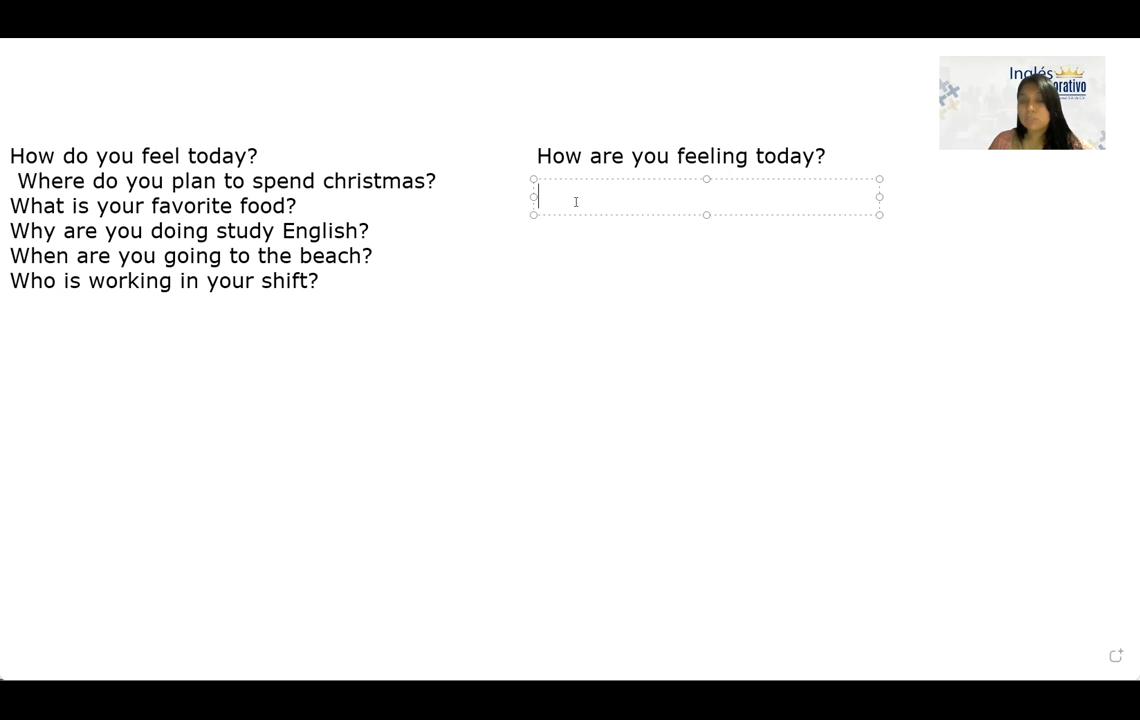 Inglés
orativo
How do you feel today?
Where do you plan to spend christmas?
What is your favorite food?
Why are you doing study English?
When are you going to the beach?
Who is working in your shift?
How are you feeling today?